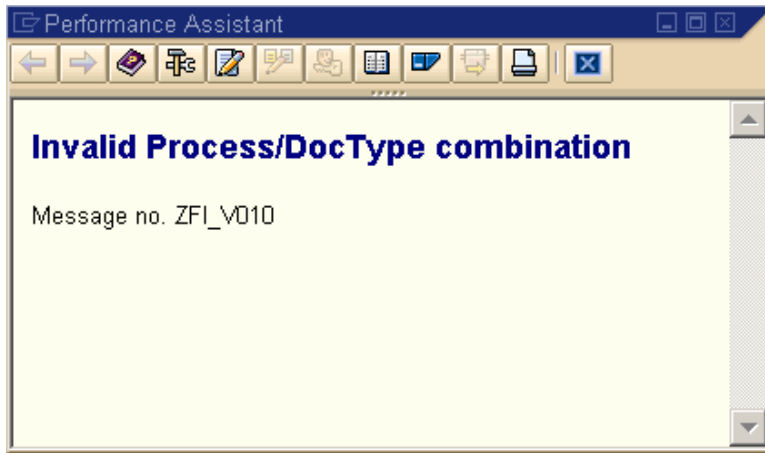 Performance Assistant
Invalid Process/DocType combination
Message no. ZFI_V010